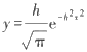 y = h/√π e^{-h²x²}